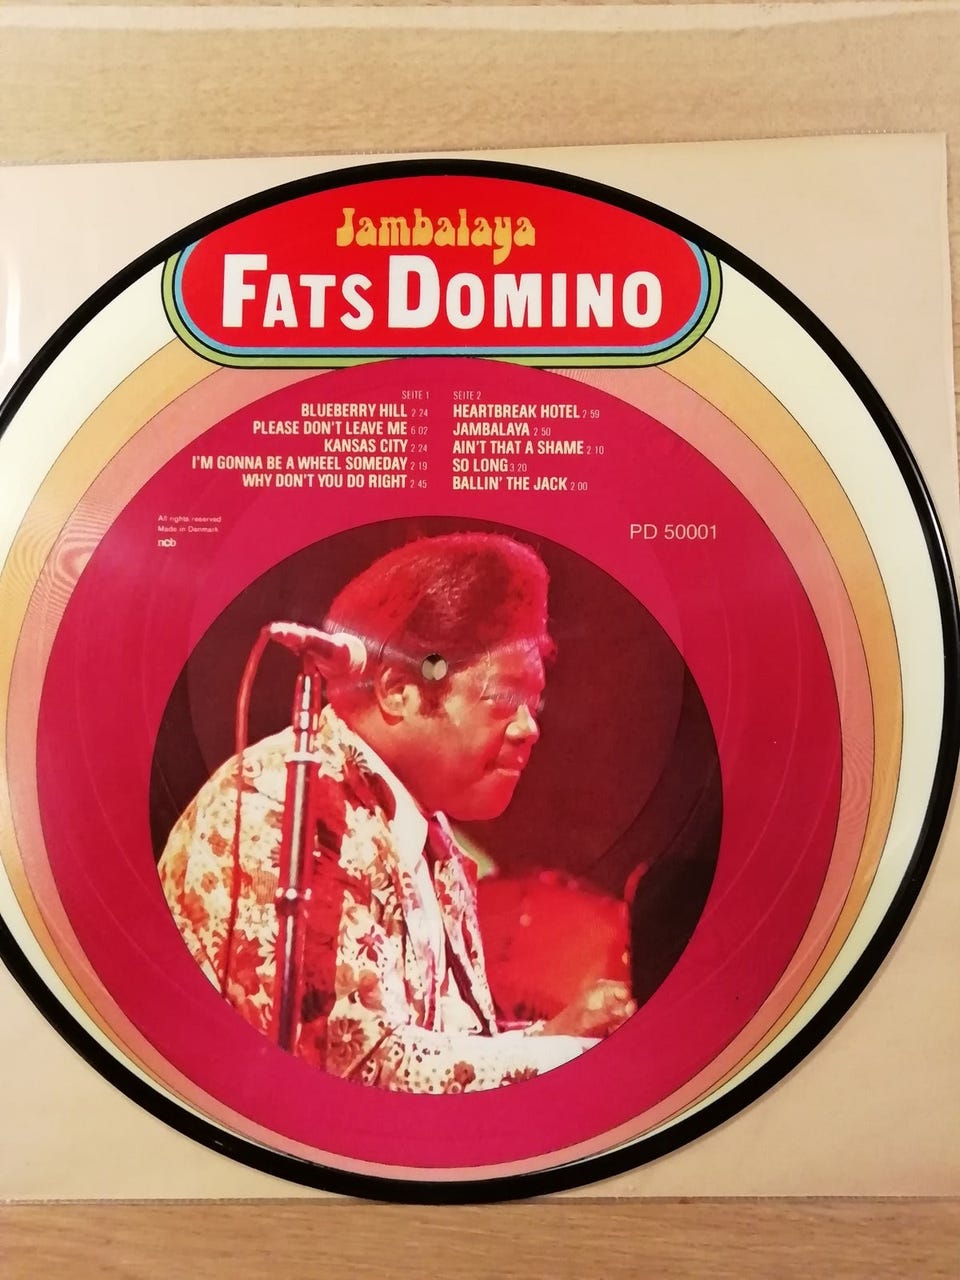 Jambalaya
FATS DOMINO
SEITE 1
BLUEBERRY HILL 2 24
PLEASE DON'T LEAVE ME 6 02
KANSAS CITY 2 24
I'M GONNA BE A WHEEL SOMEDAY 2 19
WHY DON'T YOU DO RIGHT 2 45
SEITE 2
HEARTBREAK HOTEL 2 59
JAMBALAYA 2 50
AIN'T THAT A SHAME 2 10
SO LONG 3 20
BALLIN' THE JACK 2 00
All rights reserved
Made in Denmark
ncb
PD 50001